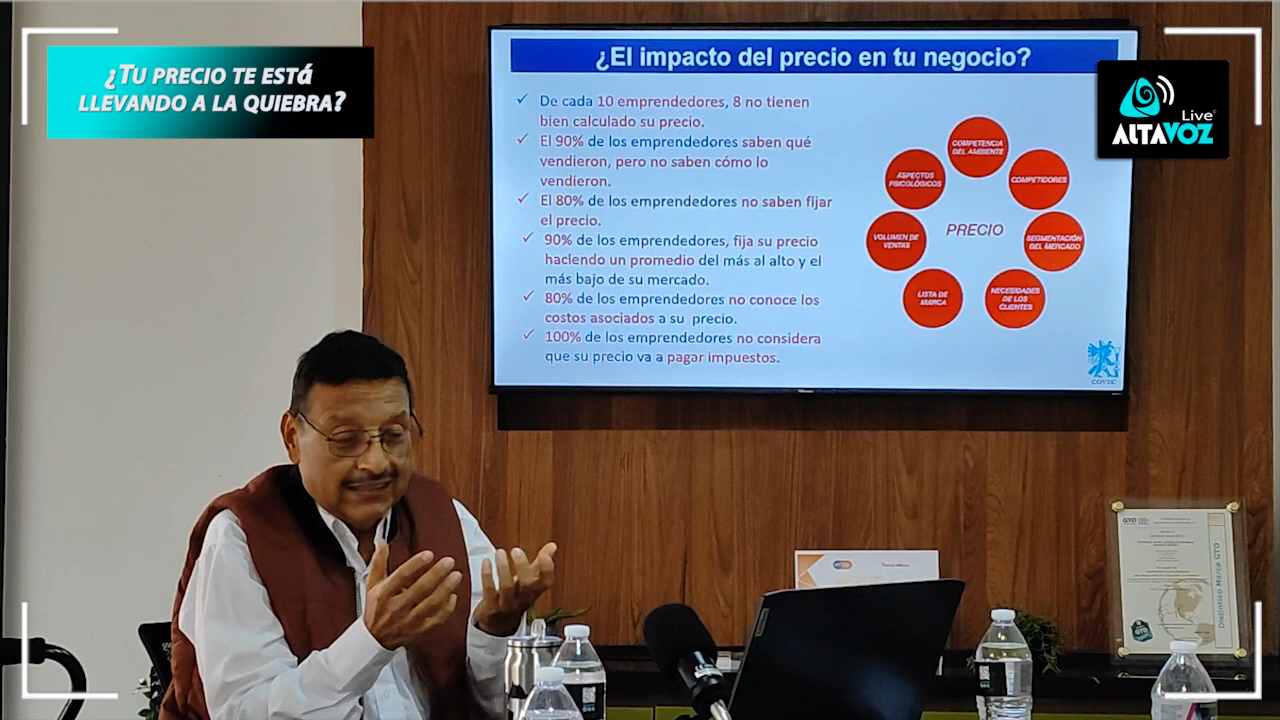 ¿TU PRECIO TE ESTÁ
LLEVANDO A LA QUIEBRA?
¿El impacto del precio en tu negocio?
De cada 10 emprendedores, 8 no tienen
bien calculado su precio.
El 90% de los emprendedores saben qué
vendieron, pero no saben cómo lo
vendieron.
El 80% de los emprendedores no saben fijar
el precio.
90% de los emprendedores, fija su precio
haciendo un promedio del más al alto y el
más bajo de su mercado.
80% de los emprendedores no conoce los
costos asociados a su precio.
100% de los emprendedores no considera
que su precio va a pagar impuestos.
COMPETENCIA
DEL AMBIENTE
ASPECTOS
PSICOLÓGICOS
COMPETIDORES
VOLUMEN DE
VENTAS
PRECIO
SEGMENTACIÓN
DEL MERCADO
LISTA DE
MARCA
NECESIDADES
DE LOS
CLIENTES
Live
ALTAVOZ
GTO
Distintivo Marca GTO